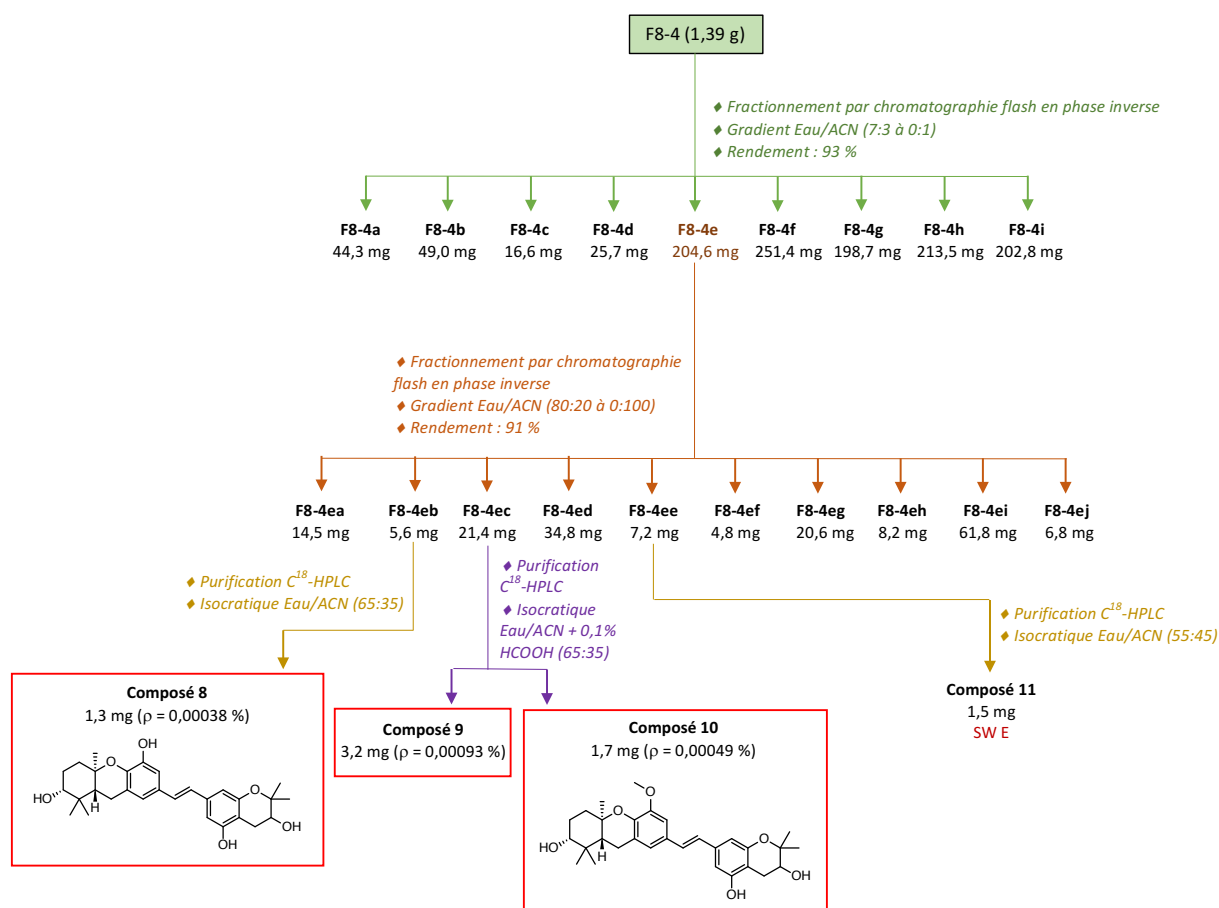 F8-4 (1,39 g)
♦ Fractionnement par chromatographie flash en phase inverse
♦ Gradient Eau/ACN (7:3 à 0:1)
♦ Rendement : 93 %
F8-4a F8-4b F8-4c F8-4d F8-4e F8-4f F8-4g F8-4h F8-4i
44,3 mg 49,0 mg 16,6 mg 25,7 mg 204,6 mg 251,4 mg 198,7 mg 213,5 mg 202,8 mg
♦ Fractionnement par chromatographie
flash en phase inverse
♦ Gradient Eau/ACN (80:20 à 0:100)
♦ Rendement : 91 %
F8-4ea F8-4eb F8-4ec F8-4ed F8-4ee F8-4ef F8-4eg F8-4eh F8-4ei F8-4ej
14,5 mg 5,6 mg 21,4 mg 34,8 mg 7,2 mg 4,8 mg 20,6 mg 8,2 mg 61,8 mg 6,8 mg
♦ Purification C18-HPLC
♦ Isocratique Eau/ACN (65:35)
♦ Purification
C18-HPLC
♦ Isocratique
Eau/ACN + 0,1%
HCOOH (65:35)
♦ Purification C18-HPLC
♦ Isocratique Eau/ACN (55:45)
Composé 8
1,3 mg (ρ = 0,00038 %)
OH
O
O
HO
H
OH
OH
Composé 9
3,2 mg (ρ = 0,00093 %)
Composé 10
1,7 mg (ρ = 0,00049 %)
O
O
O
HO
H
OH
OH
Composé 11
1,5 mg
SW E